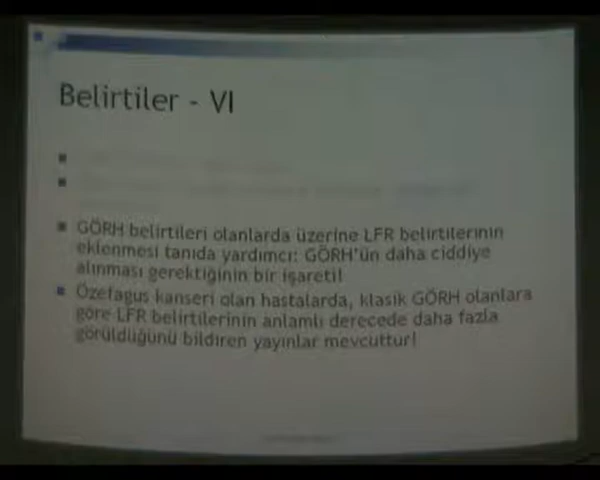 Belirtiler - VI
GÖRH belirtileri olanlarda üzerine LFR belirtilerinin
eklenmesi tanıda yardımcı: GÖRH'ün daha ciddiye
alınması gerektiğinin bir işareti!
Özefagus kanseri olan hastalarda, klasik GÖRH olanlara
göre LFR belirtilerinin anlamlı derecede daha fazla
görüldüğünü bildiren yayınlar mevcuttur!